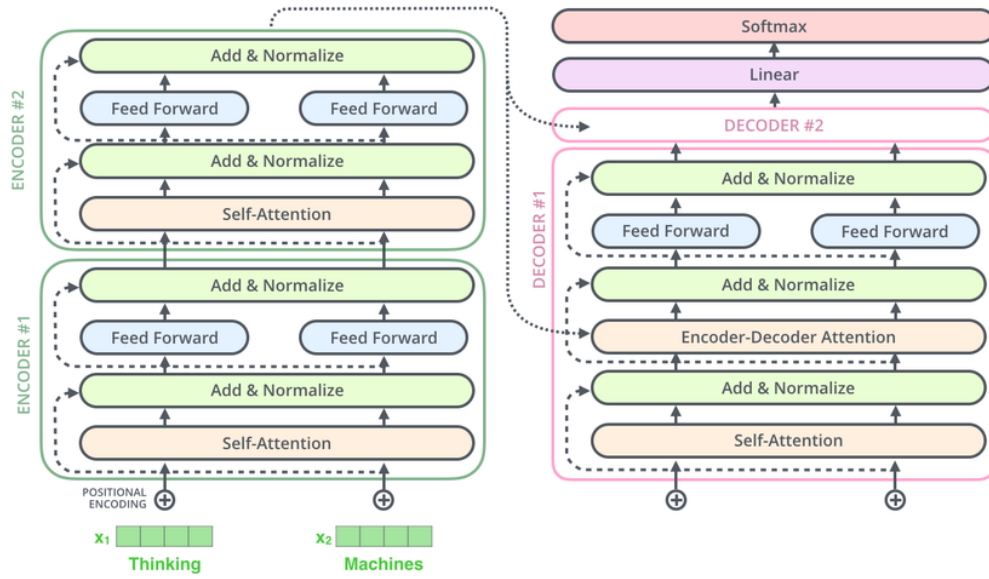 ENCODER #2
Add & Normalize
Feed Forward
Feed Forward
Add & Normalize
Self-Attention
ENCODER #1
Add & Normalize
Feed Forward
Feed Forward
Add & Normalize
Self-Attention
POSITIONAL
ENCODING
x₁
x₂
Thinking
Machines
Softmax
Linear
DECODER #2
DECODER #1
Add & Normalize
Feed Forward
Feed Forward
Add & Normalize
Encoder-Decoder Attention
Add & Normalize
Self-Attention